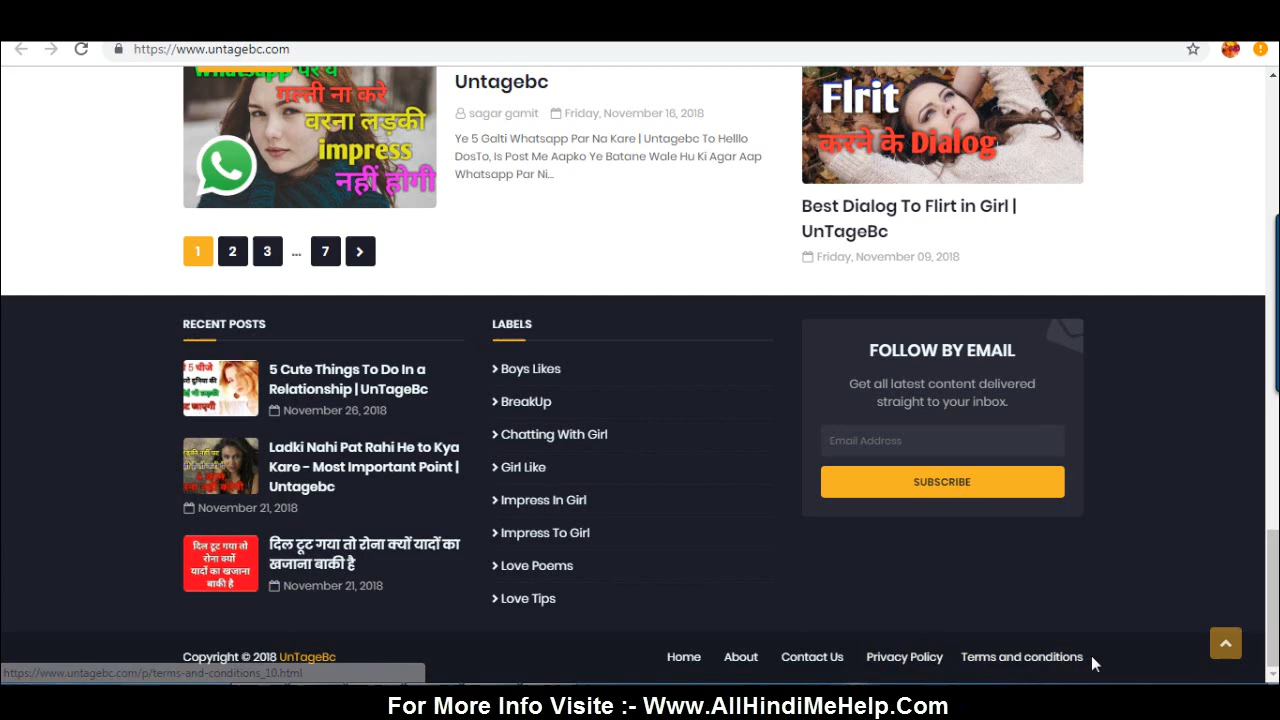 https://www.untagebc.com
Whatsapp पर ये
गल्ती ना करे
वरना लड़की
impress
नहीं होगी
Untagebc
sagar gamit Friday, November 16, 2018
Ye 5 Galti Whatsapp Par Na Kare | Untagebc To Helllo
DosTo, Is Post Me Aapko Ye Batane Wale Hu Ki Agar Aap
Whatsapp Par Ni...
Flrit
करने के Dialog
Best Dialog To Flirt in Girl |
UnTageBc
Friday, November 09, 2018
1 2 3 ... 7
RECENT POSTS
5 Cute Things To Do In a
Relationship | UnTageBc
November 26, 2018
Ladki Nahi Pat Rahi He to Kya
Kare - Most Important Point |
Untagebc
November 21, 2018
दिल टूट गया तो
रोना क्यों
यादों का खजाना
बाकी है
दिल टूट गया तो रोना क्यों यादों का
खजाना बाकी है
November 21, 2018
LABELS
Boys Likes
BreakUp
Chatting With Girl
Girl Like
Impress In Girl
Impress To Girl
Love Poems
Love Tips
FOLLOW BY EMAIL
Get all latest content delivered
straight to your inbox.
Email Address
SUBSCRIBE
Copyright © 2018 UnTageBc
Home About Contact Us Privacy Policy Terms and conditions
https://www.untagebc.com/p/terms-and-conditions_10.html
For More Info Visite :- Www.AllHindiMeHelp.Com